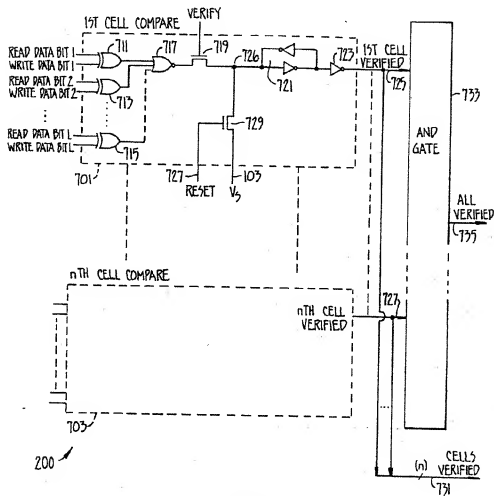 VERIFY
1ST CELL COMPARE
READ DATA BIT 1
WRITE DATA BIT 1
711
717
719
723
1ST CELL
VERIFIED
READ DATA BIT 2
WRITE DATA BIT 2
713
726
721
725
733
READ DATA BIT L
WRITE DATA BIT L
715
729
AND
GATE
701
727
103
RESET
VS
ALL
VERIFIED
735
nTH CELL COMPARE
nTH CELL
VERIFIED
727
703
200
CELLS
VERIFIED
(n)
731